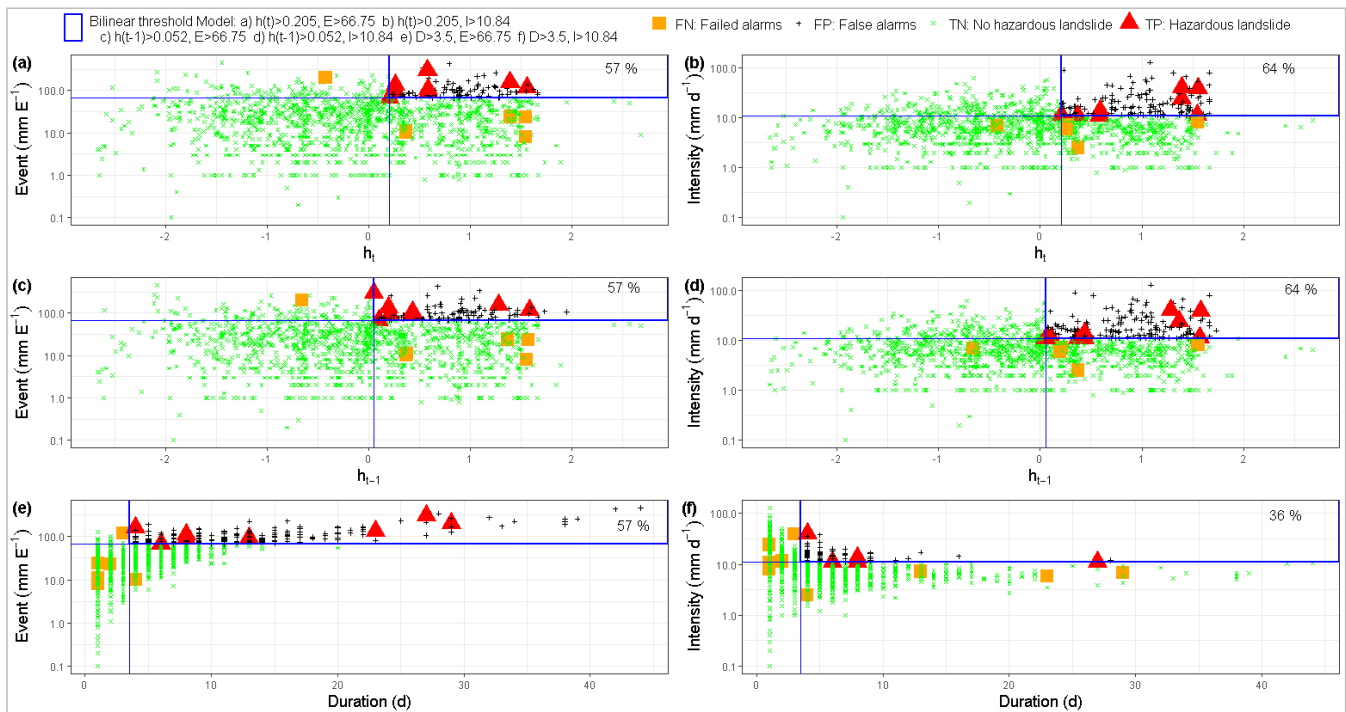 Bilinear threshold Model: a) h(t)>0.205, E>66.75 b) h(t)>0.205, I>10.84
c) h(t-1)>0.052, E>66.75 d) h(t-1)>0.052, I>10.84 e) D>3.5, E>66.75 f) D>3.5, I>10.84
FN: Failed alarms FP: False alarms TN: No hazardous landslide TP: Hazardous landslide
(a)
57 %
Event (mm E⁻¹)
100.0
10.0
1.0
0.1
-2 -1 0 1 2
hₜ
(b)
64 %
Intensity (mm d⁻¹)
100.0
10.0
1.0
0.1
-2 -1 0 1 2
hₜ
(c)
57 %
Event (mm E⁻¹)
100.0
10.0
1.0
0.1
-2 -1 0 1 2
hₜ₋₁
(d)
64 %
Intensity (mm d⁻¹)
100.0
10.0
1.0
0.1
-2 -1 0 1 2
hₜ₋₁
(e)
57 %
Event (mm E⁻¹)
100.0
10.0
1.0
0.1
0 10 20 30 40
Duration (d)
(f)
36 %
Intensity (mm d⁻¹)
100.0
10.0
1.0
0.1
0 10 20 30 40
Duration (d)